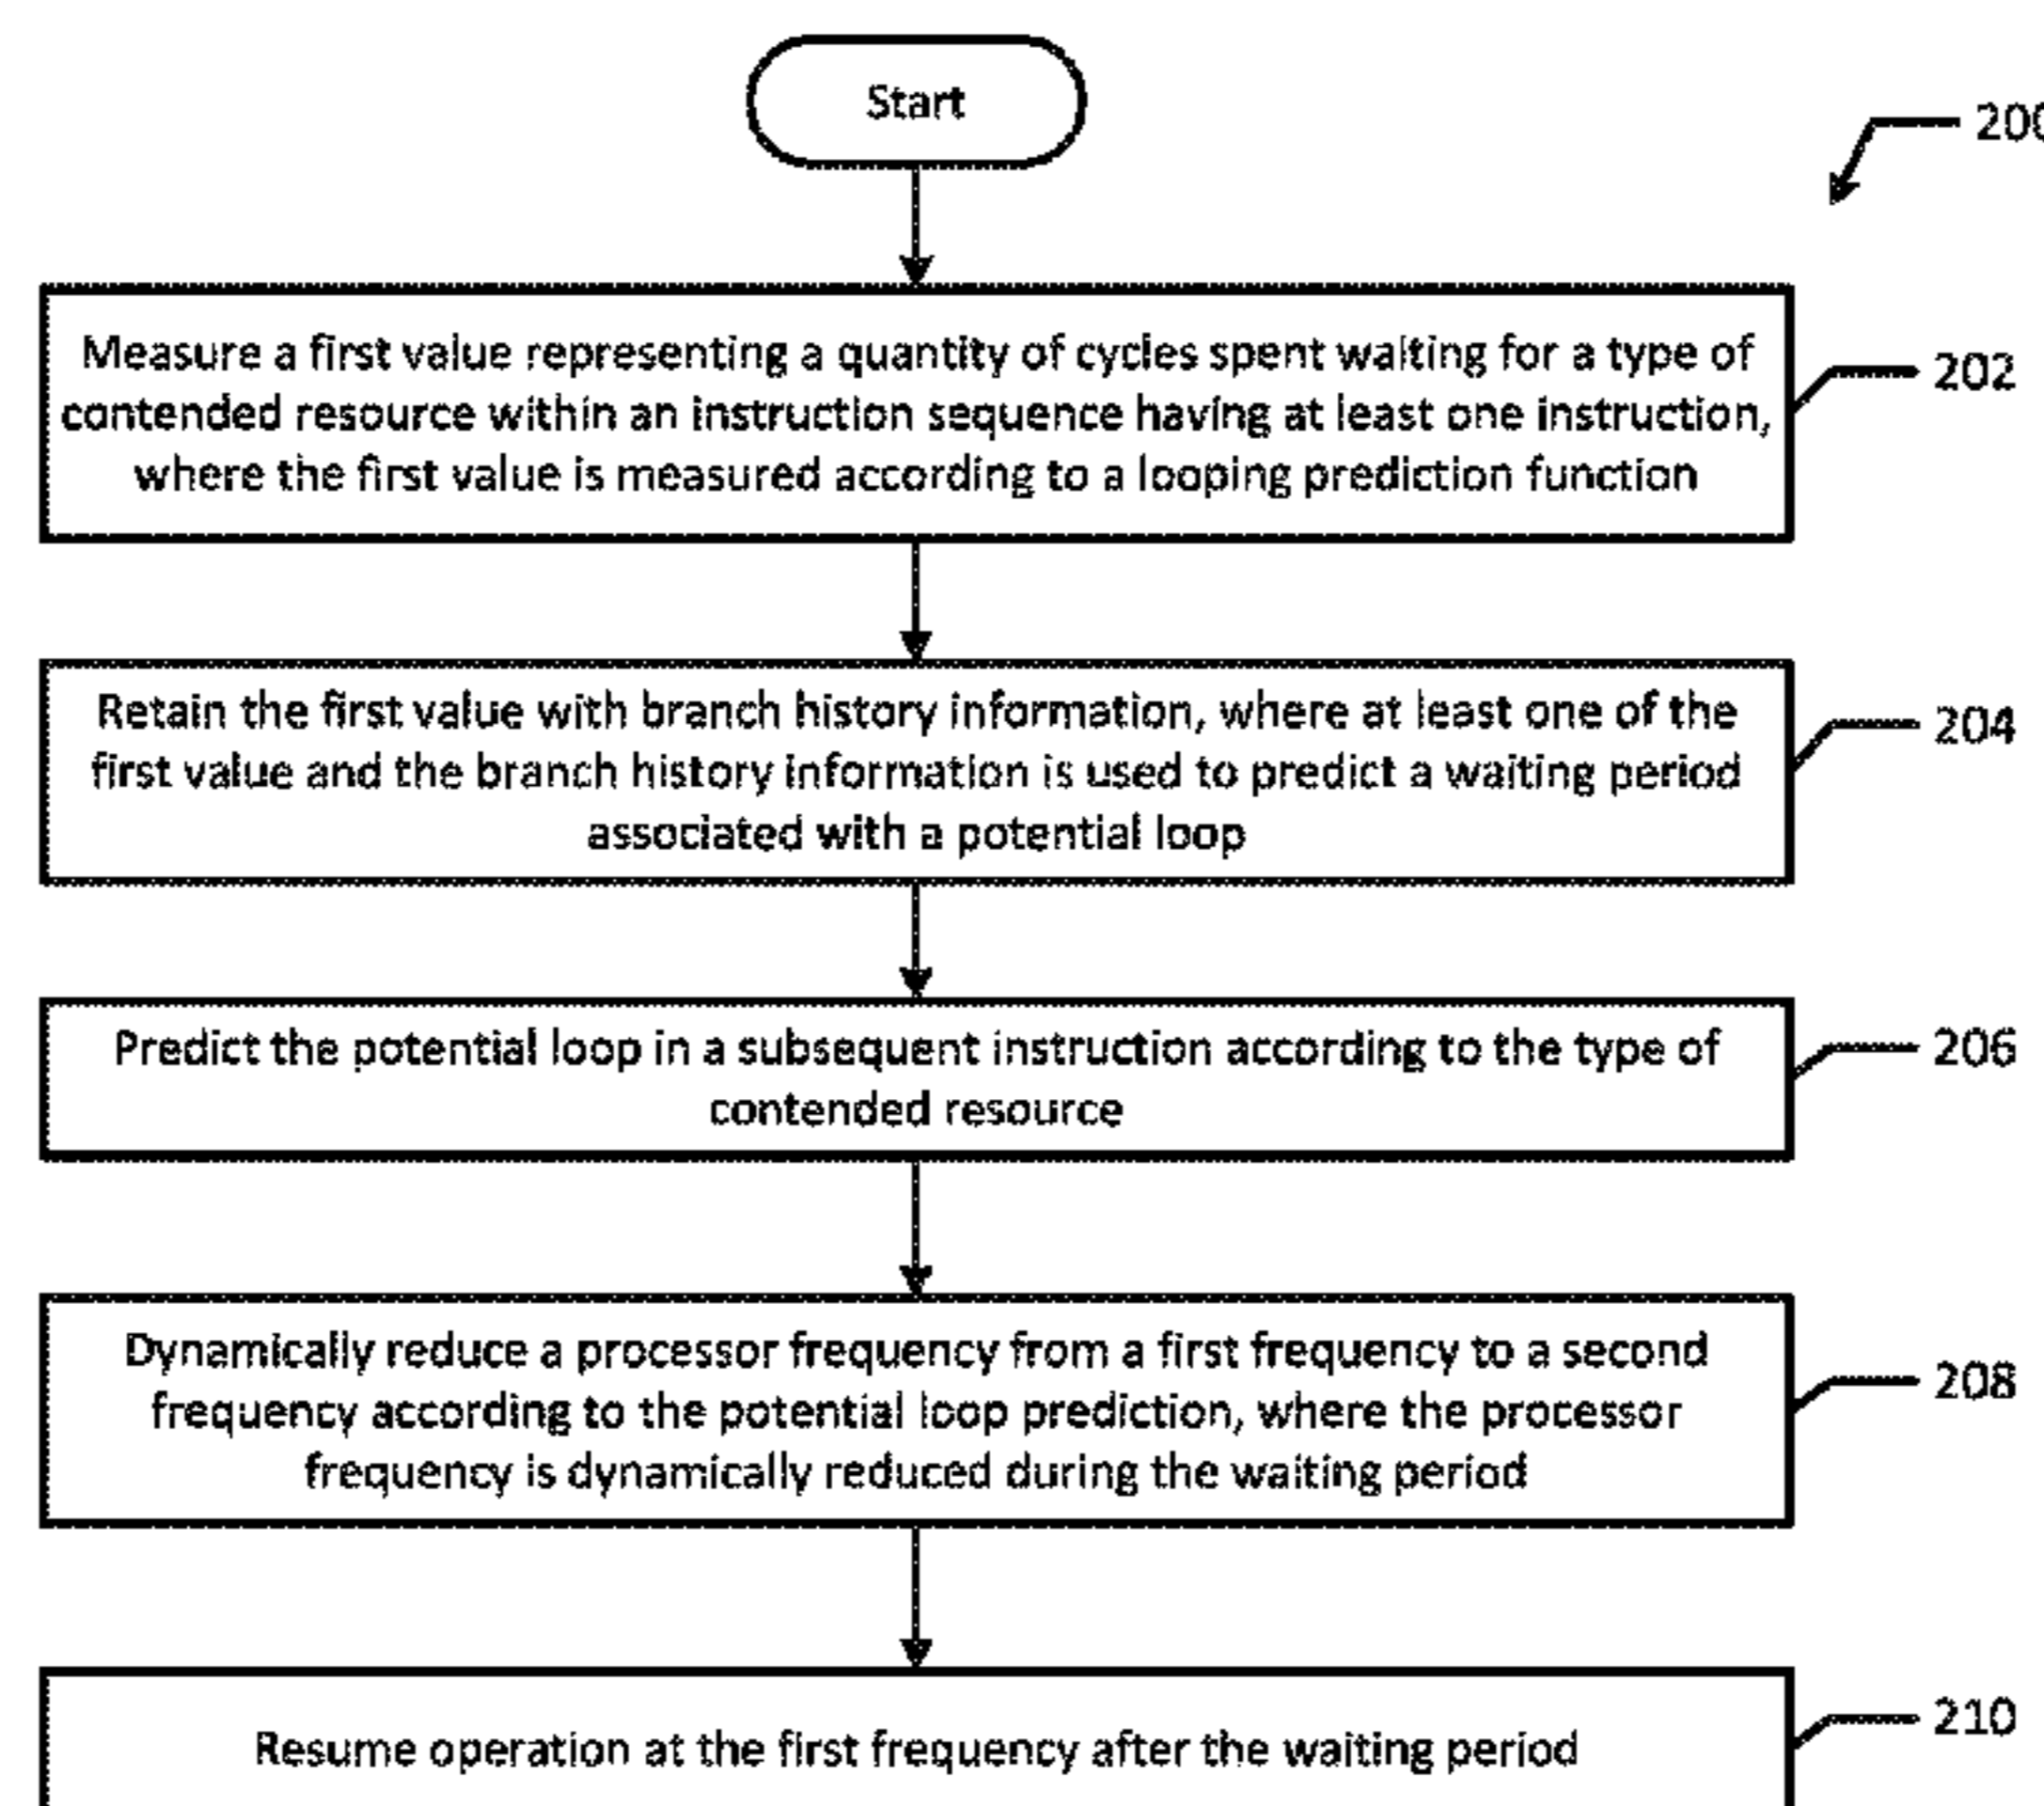 Start
200
Measure a first value representing a quantity of cycles spent waiting for a type of
contended resource within an instruction sequence having at least one instruction,
where the first value is measured according to a looping prediction function
202
Retain the first value with branch history information, where at least one of the
first value and the branch history information is used to predict a waiting period
associated with a potential loop
204
Predict the potential loop in a subsequent instruction according to the type of
contended resource
206
Dynamically reduce a processor frequency from a first frequency to a second
frequency according to the potential loop prediction, where the processor
frequency is dynamically reduced during the waiting period
208
Resume operation at the first frequency after the waiting period
210